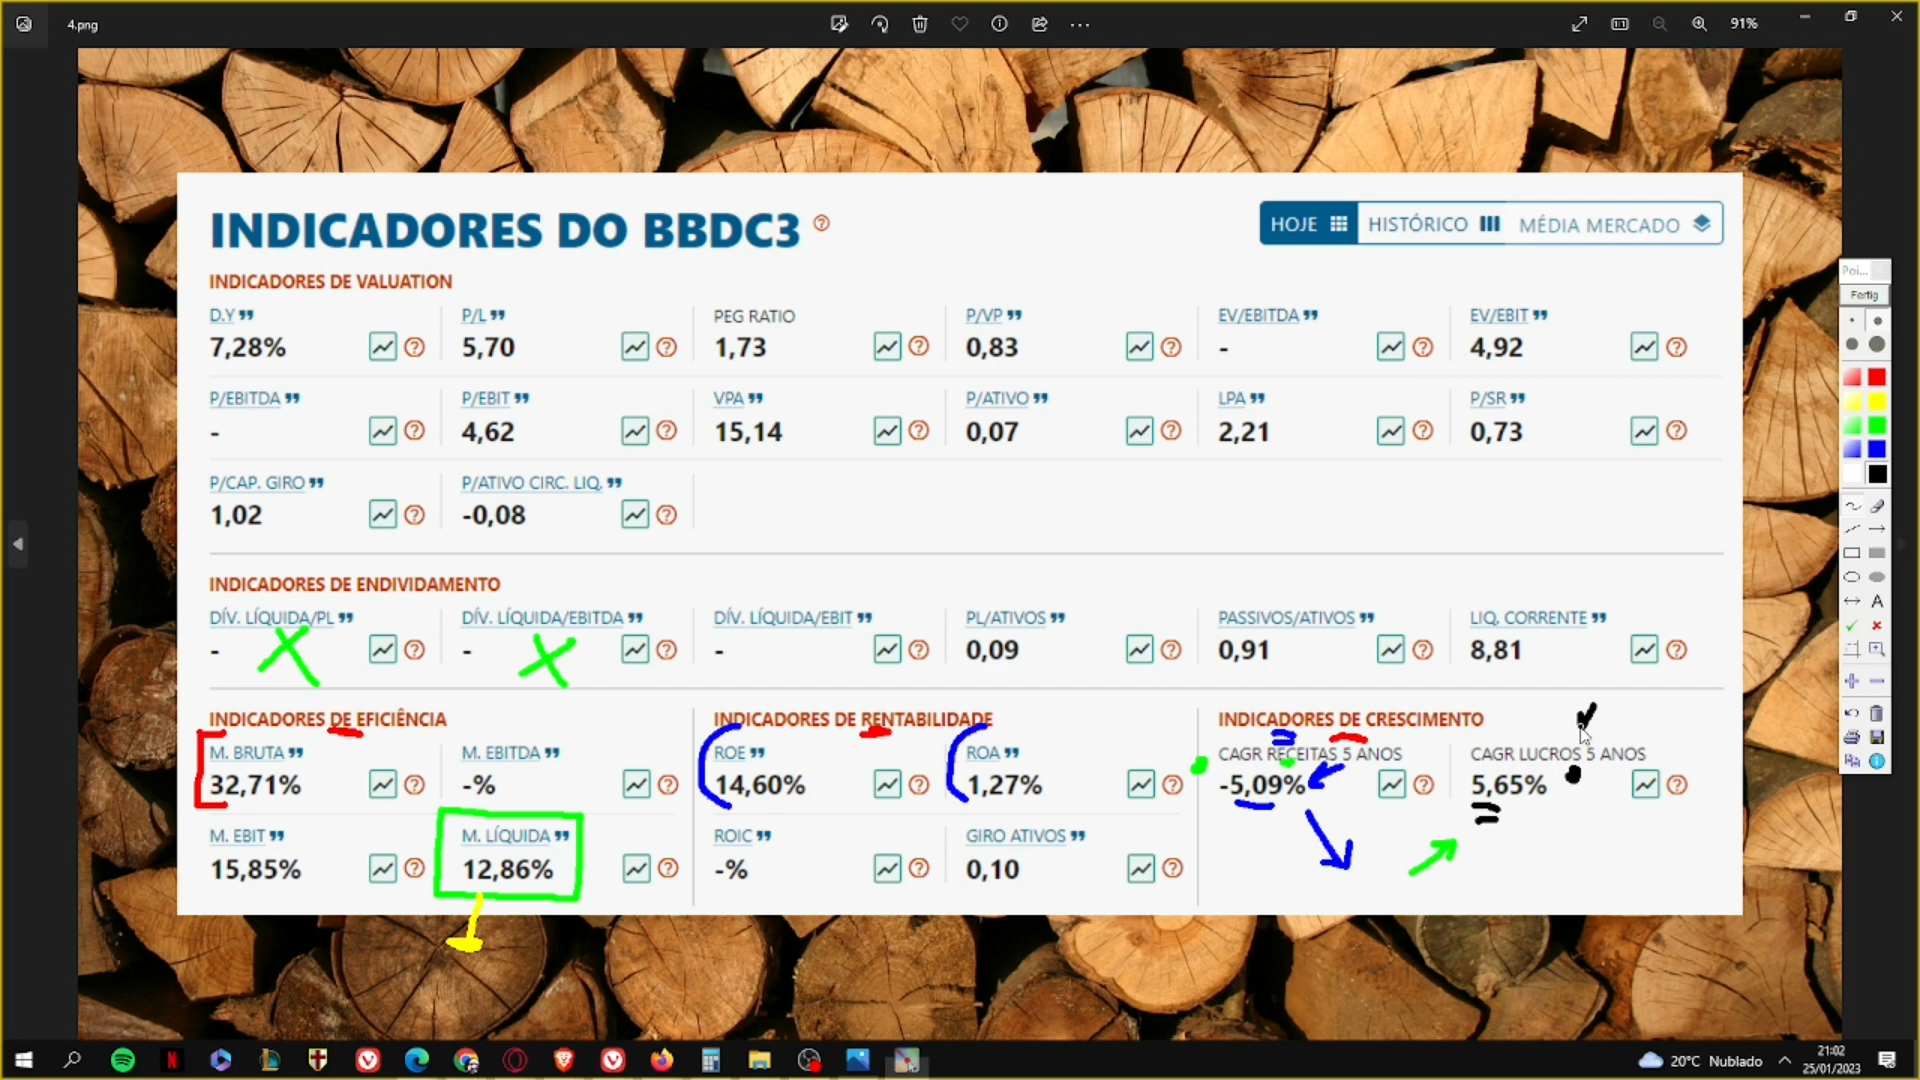 4.png
91%
INDICADORES DO BBDC3
HOJE HISTÓRICO MÉDIA MERCADO
INDICADORES DE VALUATION
D.Y P/L PEG RATIO P/VP EV/EBITDA EV/EBIT
7,28% 5,70 1,73 0,83 - 4,92
P/EBITDA P/EBIT VPA P/ATIVO LPA P/SR
- 4,62 15,14 0,07 2,21 0,73
P/CAP. GIRO P/ATIVO CIRC. LIQ.
1,02 -0,08
INDICADORES DE ENDIVIDAMENTO
DÍV. LÍQUIDA/PL DÍV. LÍQUIDA/EBITDA DÍV. LÍQUIDA/EBIT PL/ATIVOS PASSIVOS/ATIVOS LIQ. CORRENTE
- - - 0,09 0,91 8,81
INDICADORES DE EFICIÊNCIA INDICADORES DE RENTABILIDADE INDICADORES DE CRESCIMENTO
M. BRUTA M. EBITDA ROE ROA CAGR RECEITAS 5 ANOS CAGR LUCROS 5 ANOS
32,71% -% 14,60% 1,27% -5,09% 5,65%
M. EBIT M. LÍQUIDA ROIC GIRO ATIVOS
15,85% 12,86% -% 0,10
Poi...
Fertig
A
20°C Nublado
21:02
25/01/2023